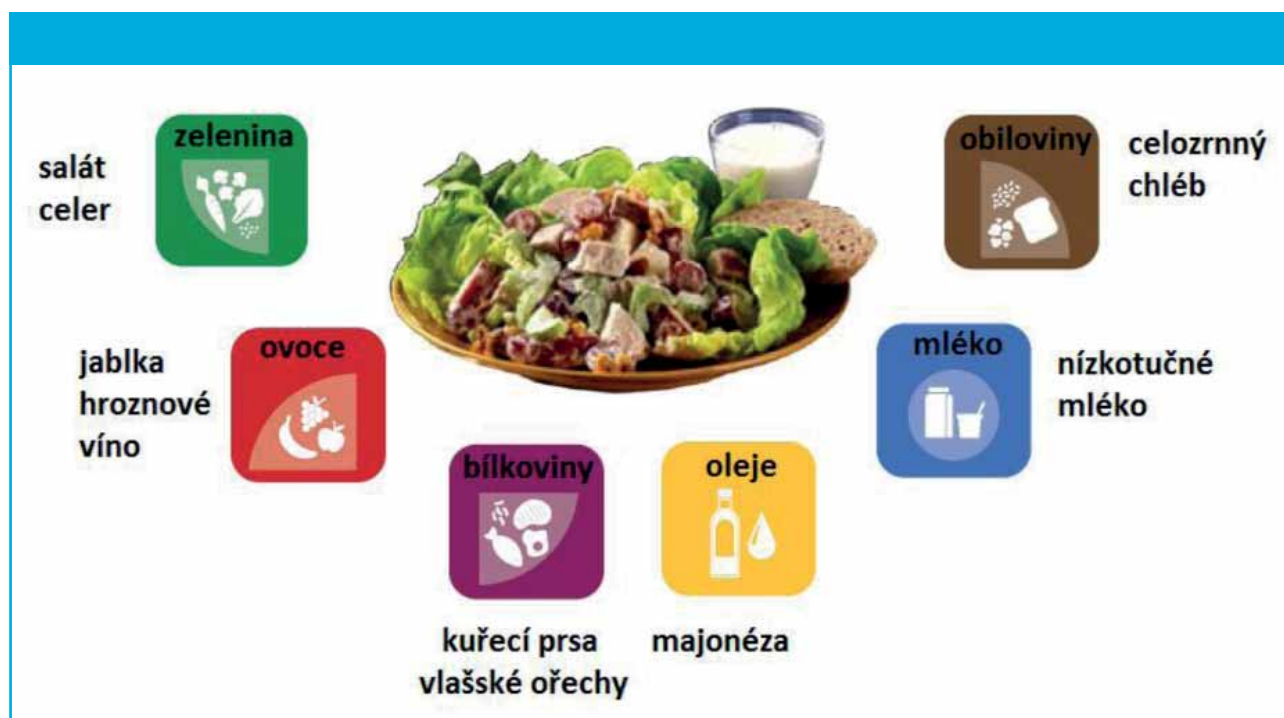 zelenina
salát
celer
ovoce
jablka
hroznové
víno
bílkoviny
kuřecí prsa
vlašské ořechy
oleje
majonéza
mléko
nízkotučné
mléko
obiloviny
celozrnný
chléb